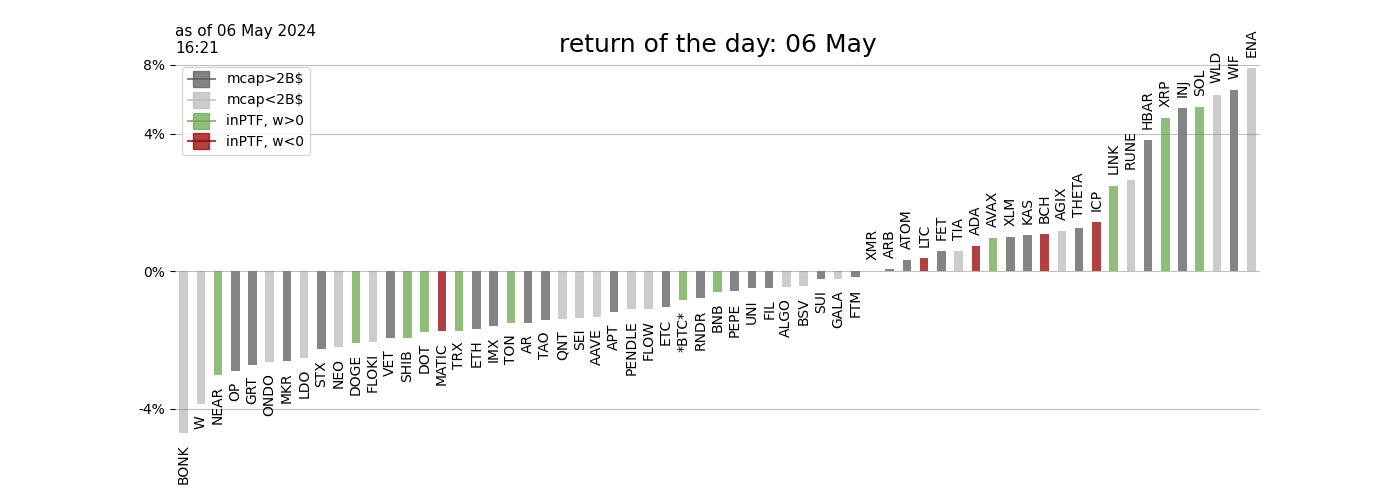 as of 06 May 2024
16:21
return of the day: 06 May
8%
4%
0%
-4%
mcap>2B$
mcap<2B$
inPTF, w>0
inPTF, w<0
BONK
W
NEAR
OP
GRT
ONDO
MKR
LDO
STX
NEO
DOGE
FLOKI
VET
SHIB
DOT
MATIC
TRX
ETH
IMX
TON
AR
TAO
QNT
SEI
AAVE
APT
PENDLE
FLOW
ETC
*BTC*
RNDR
BNB
PEPE
UNI
FIL
ALGO
BSV
SUI
GALA
FTM
XMR
ARB
ATOM
LTC
FET
TIA
ADA
AVAX
XLM
KAS
BCH
AGIX
THETA
ICP
LINK
RUNE
HBAR
XRP
INJ
SOL
WLD
WIF
ENA